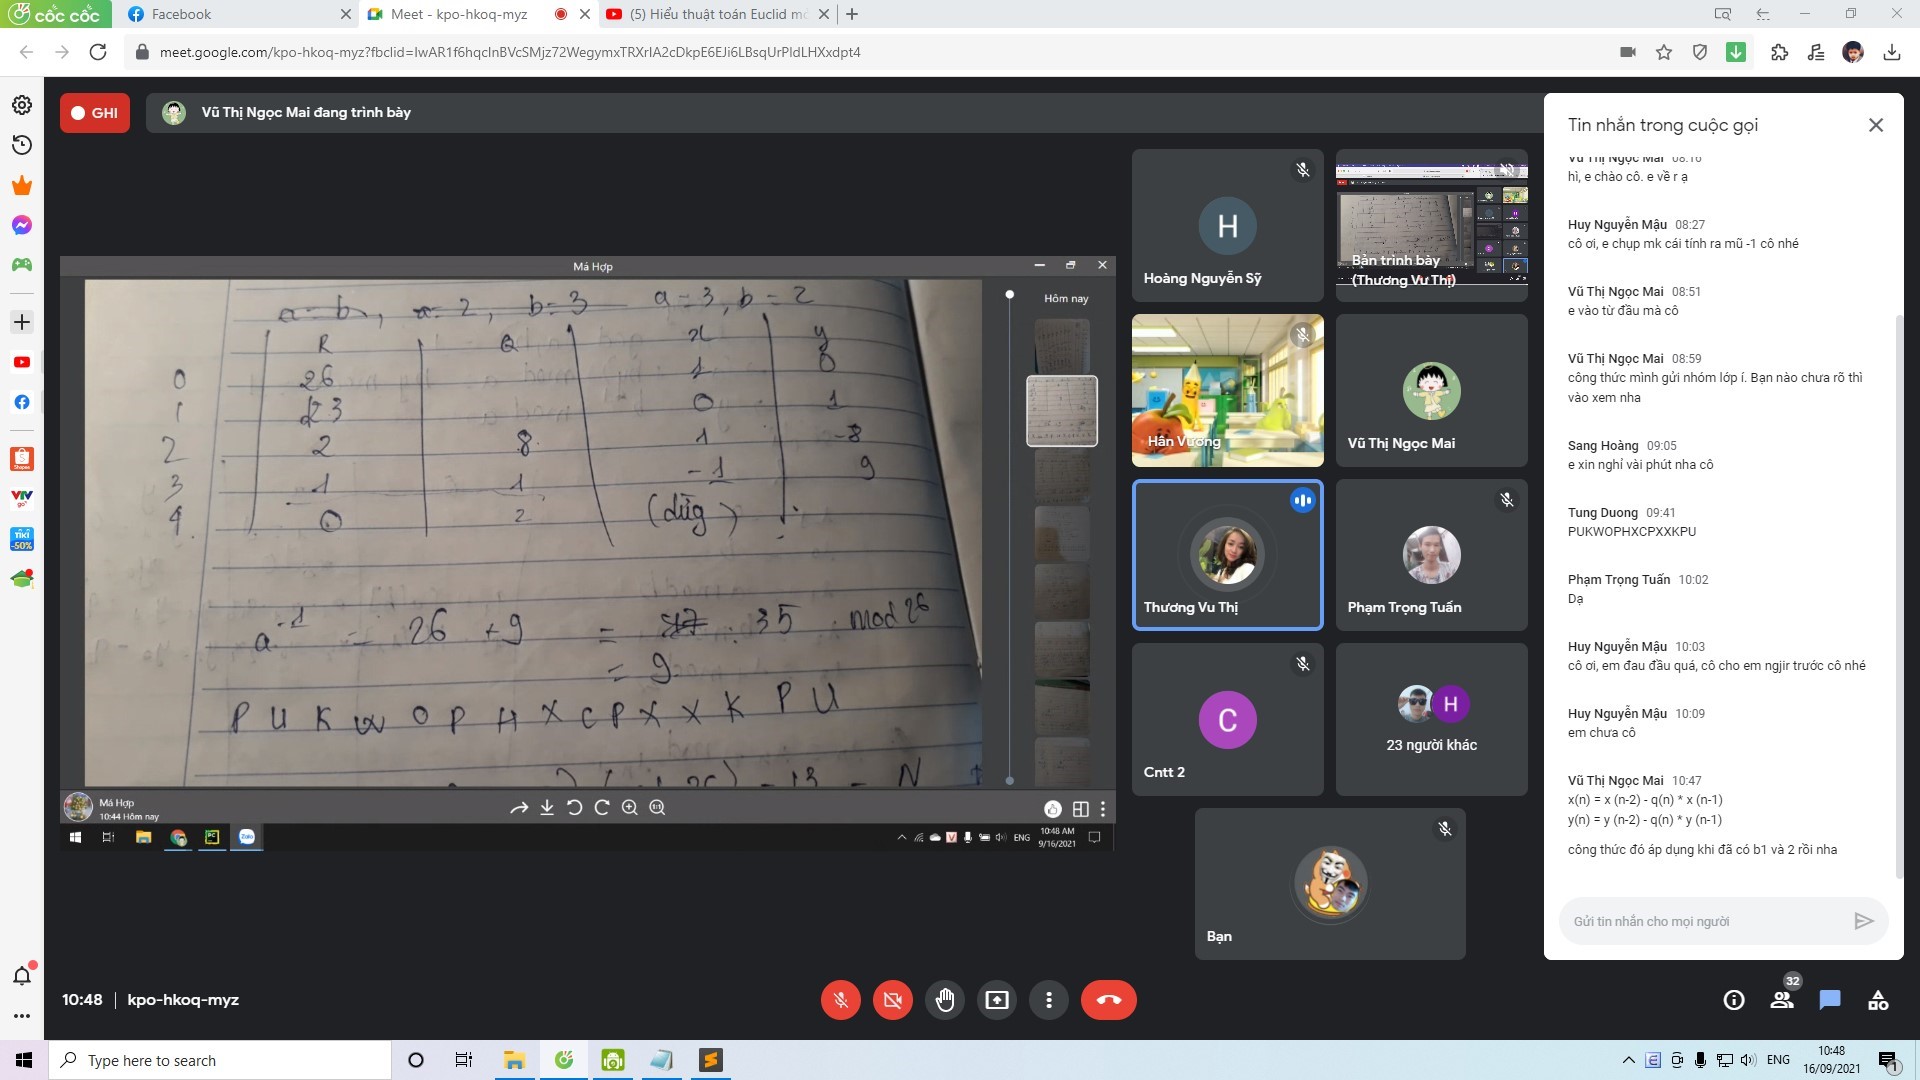 cốc cốc
Facebook
Meet - kpo-hkoq-myz
(5) Hiểu thuật toán Euclid mở
meet.google.com/kpo-hkoq-myz?fbclid=IwAR1f6hqcInBVcSMjz72WegymxTRXrIA2cDkpE6EJi6LBsqUrPldLHXxdpt4
GHI
Vũ Thị Ngọc Mai đang trình bày
Mã Hợp
Hôm nay
a = 2, b = 3 a = 3, b = 2
R Q x y
0 26 1 0
1 23 0 1
2 2 8 1 -8
3 1 1 -1 9
4 0 2 (dừg)
a-1 = 26 + 9 = 35 mod 26
= 9
P U K W O P H X C P X X K P U
Mã Hợp
10:44 Hôm nay
ENG
10:48 AM
9/16/2021
Hoàng Nguyễn Sỹ
Bản trình bày
(Thương Vu Thị)
Hân Vương
Vũ Thị Ngọc Mai
Thương Vu Thị
Phạm Trọng Tuấn
Cntt 2
23 người khác
Bạn
Tin nhắn trong cuộc gọi
Vũ Thị Ngọc Mai 08:16
hì, e chào cô. e về r ạ
Huy Nguyễn Mậu 08:27
cô ơi, e chụp mk cái tính ra mũ -1 cô nhé
Vũ Thị Ngọc Mai 08:51
e vào từ đầu mà cô
Vũ Thị Ngọc Mai 08:59
công thức mình gửi nhóm lớp í. Bạn nào chưa rõ thì
vào xem nha
Sang Hoàng 09:05
e xin nghỉ vài phút nha cô
Tung Duong 09:41
PUKWOPHXCPXXKPU
Phạm Trọng Tuấn 10:02
Dạ
Huy Nguyễn Mậu 10:03
cô ơi, em đau đầu quá, cô cho em ngjir trước cô nhé
Huy Nguyễn Mậu 10:09
em chưa cô
Vũ Thị Ngọc Mai 10:47
x(n) = x (n-2) - q(n) * x (n-1)
y(n) = y (n-2) - q(n) * y (n-1)
công thức đó áp dụng khi đã có b1 và 2 rồi nha
Gửi tin nhắn cho mọi người
10:48 | kpo-hkoq-myz
32
Type here to search
ENG
10:48
16/09/2021